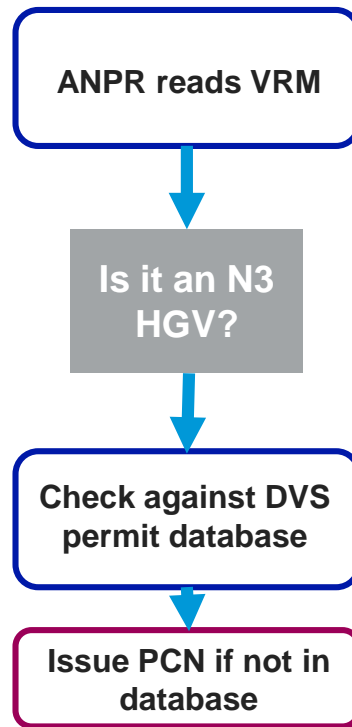 ANPR reads VRM
Is it an N3
HGV?
Check against DVS
permit database
Issue PCN if not in
database